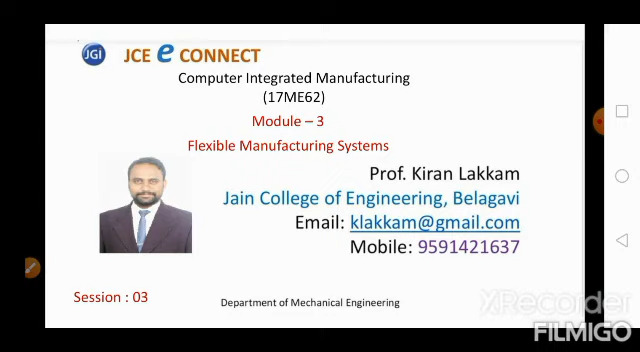 JGI JCE e CONNECT
Computer Integrated Manufacturing
(17ME62)
Module – 3
Flexible Manufacturing Systems
Prof. Kiran Lakkam
Jain College of Engineering, Belagavi
Email: klakkam@gmail.com
Mobile: 9591421637
Session : 03
Department of Mechanical Engineering
XRecorder
FILMIGO